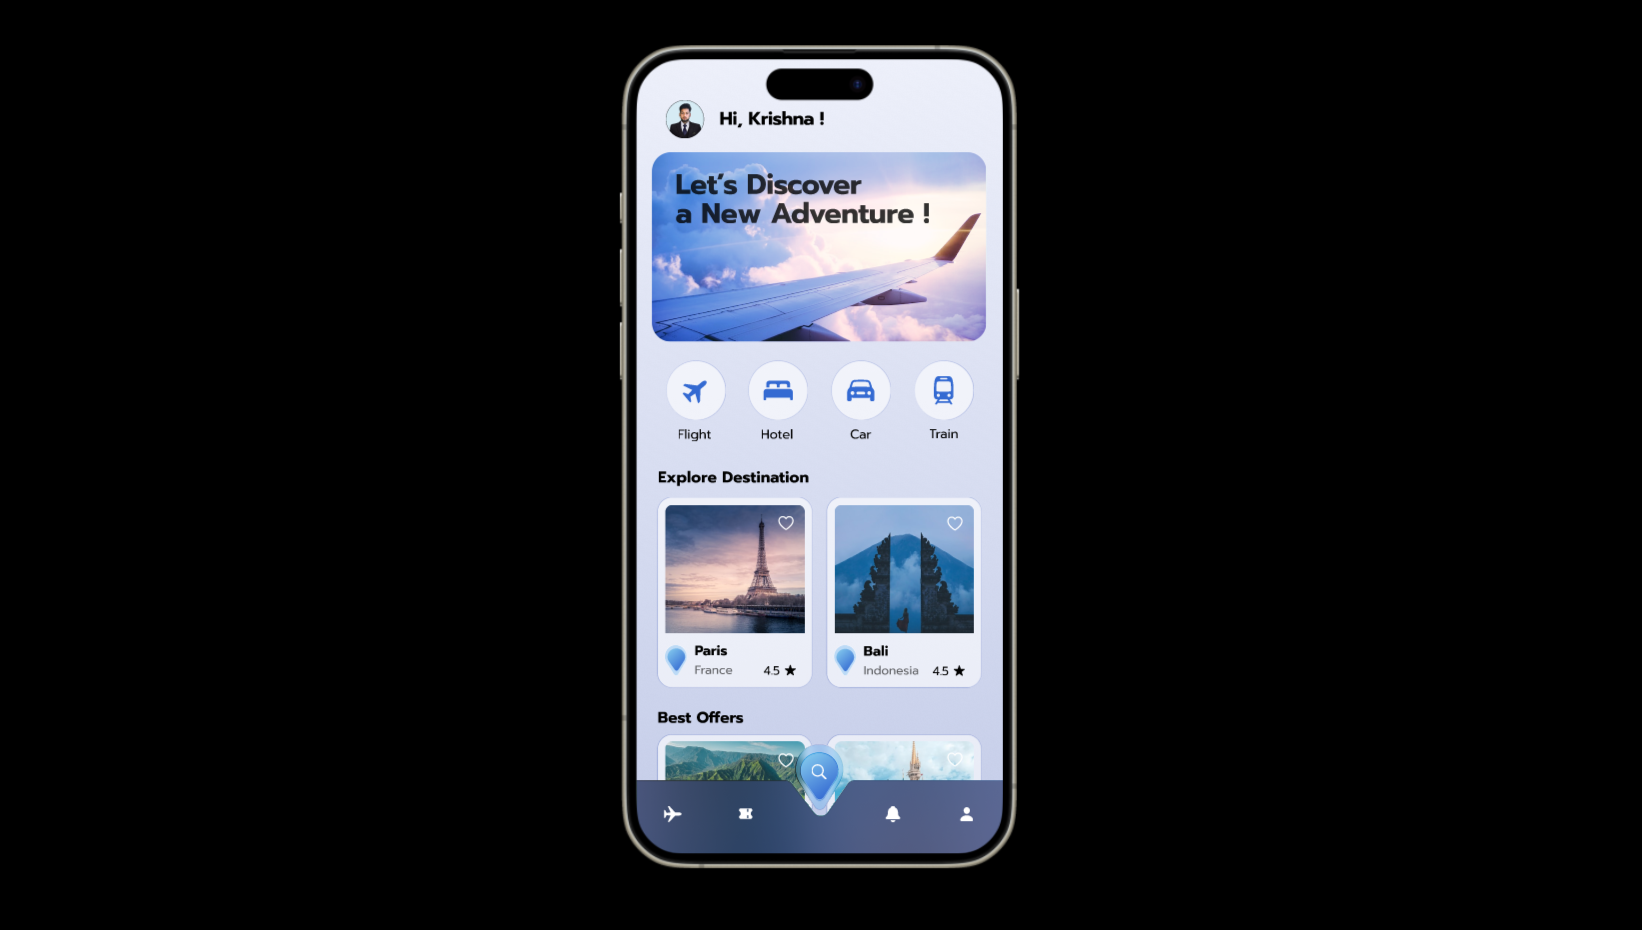 Hi, Krishna !
Let's Discover
a New Adventure !
Flight Hotel Car Train
Explore Destination
Paris
France 4.5 ★
Bali
Indonesia 4.5 ★
Best Offers